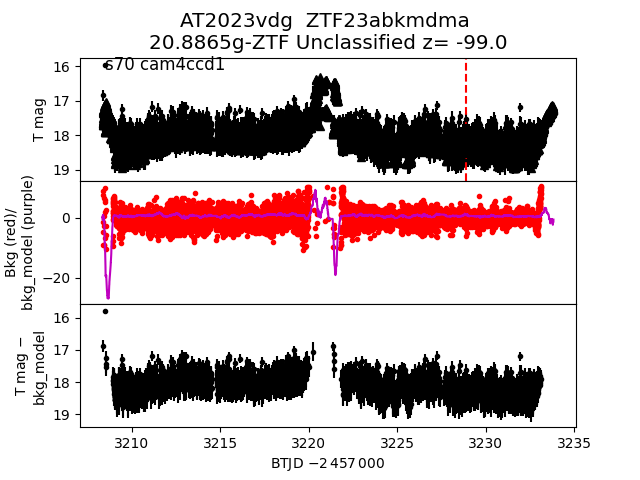 AT2023vdg  ZTF23abkmdma
20.8865g-ZTF Unclassified z= -99.0
s70 cam4ccd1
T mag
16
17
18
19
Bkg (red)/
bkg_model (purple)
0
−20
T mag −
bkg_model
16
17
18
19
3210 3215 3220 3225 3230 3235
BTJD −2 457 000